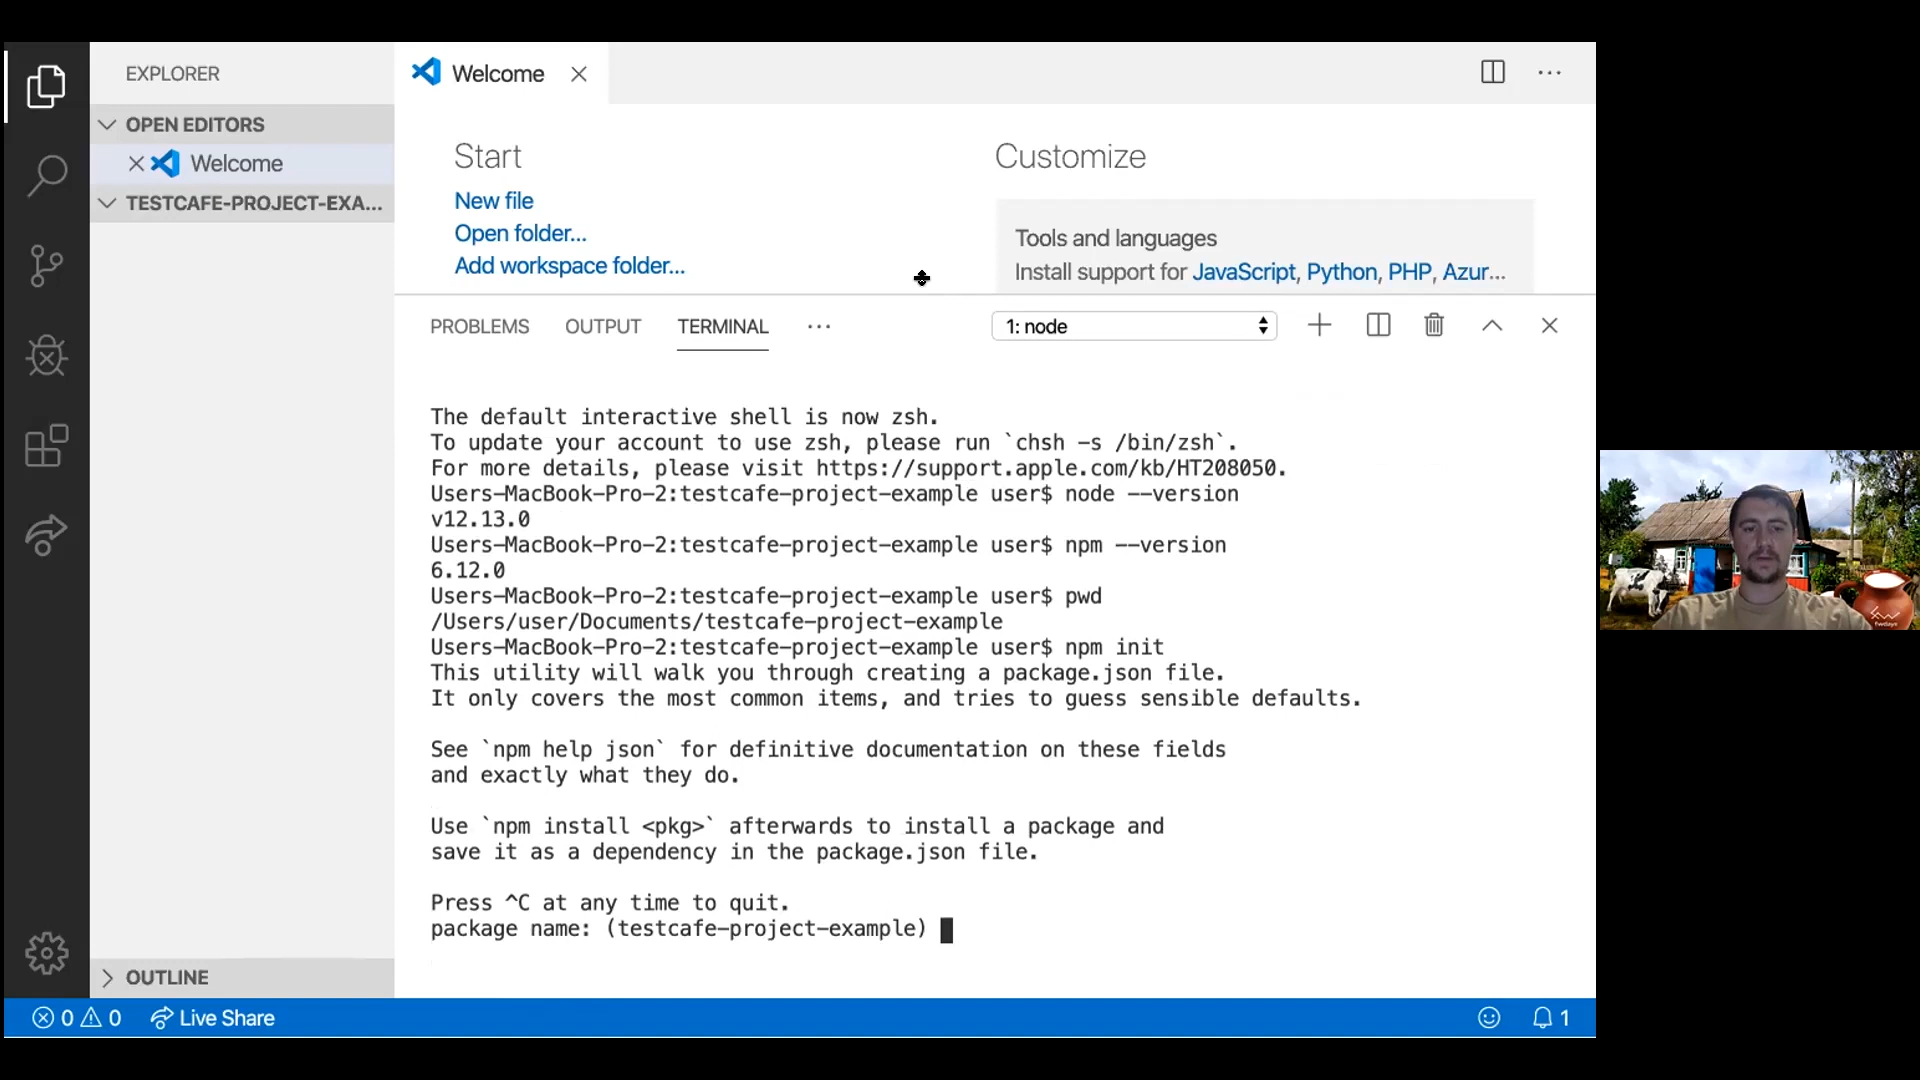 EXPLORER
Welcome
OPEN EDITORS
Welcome
TESTCAFE-PROJECT-EXA...
Start
New file
Open folder...
Add workspace folder...
Customize
Tools and languages
Install support for JavaScript, Python, PHP, Azur...
PROBLEMS OUTPUT TERMINAL ...
1: node
The default interactive shell is now zsh.
To update your account to use zsh, please run `chsh -s /bin/zsh`.
For more details, please visit https://support.apple.com/kb/HT208050.
Users-MacBook-Pro-2:testcafe-project-example user$ node --version
v12.13.0
Users-MacBook-Pro-2:testcafe-project-example user$ npm --version
6.12.0
Users-MacBook-Pro-2:testcafe-project-example user$ pwd
/Users/user/Documents/testcafe-project-example
Users-MacBook-Pro-2:testcafe-project-example user$ npm init
This utility will walk you through creating a package.json file.
It only covers the most common items, and tries to guess sensible defaults.
See `npm help json` for definitive documentation on these fields
and exactly what they do.
Use `npm install <pkg>` afterwards to install a package and
save it as a dependency in the package.json file.
Press ^C at any time to quit.
package name: (testcafe-project-example)
OUTLINE
0 0 Live Share
1
fwdays